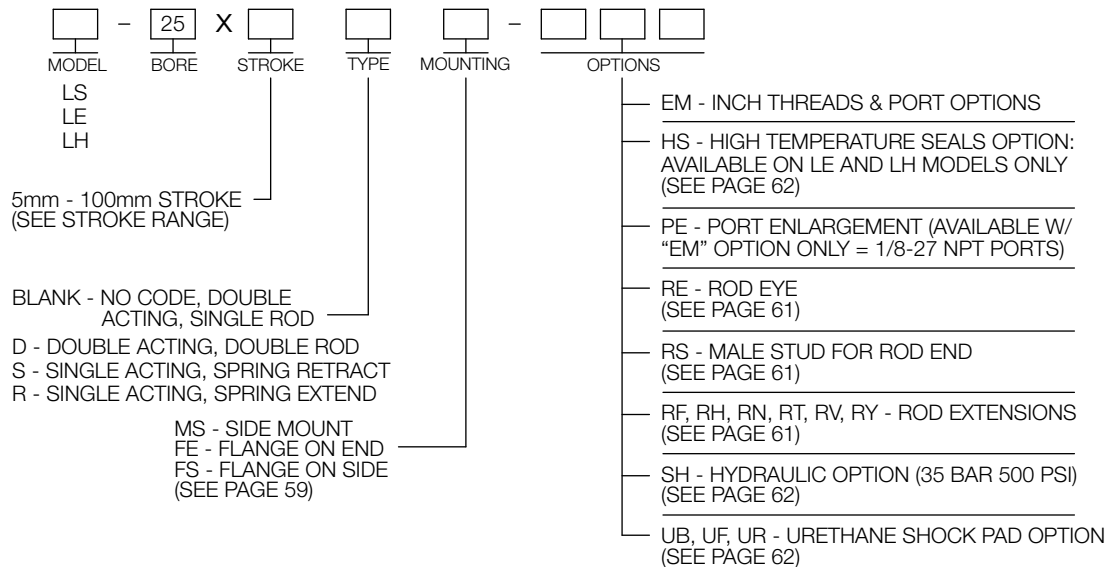 – 25 X –
MODEL BORE STROKE TYPE MOUNTING OPTIONS
LS
LE
LH
5mm - 100mm STROKE
(SEE STROKE RANGE)
BLANK - NO CODE, DOUBLE
ACTING, SINGLE ROD
D - DOUBLE ACTING, DOUBLE ROD
S - SINGLE ACTING, SPRING RETRACT
R - SINGLE ACTING, SPRING EXTEND
MS - SIDE MOUNT
FE - FLANGE ON END
FS - FLANGE ON SIDE
(SEE PAGE 59)
EM - INCH THREADS & PORT OPTIONS
HS - HIGH TEMPERATURE SEALS OPTION:
AVAILABLE ON LE AND LH MODELS ONLY
(SEE PAGE 62)
PE - PORT ENLARGEMENT (AVAILABLE W/
“EM” OPTION ONLY = 1/8-27 NPT PORTS)
RE - ROD EYE
(SEE PAGE 61)
RS - MALE STUD FOR ROD END
(SEE PAGE 61)
RF, RH, RN, RT, RV, RY - ROD EXTENSIONS
(SEE PAGE 61)
SH - HYDRAULIC OPTION (35 BAR 500 PSI)
(SEE PAGE 62)
UB, UF, UR - URETHANE SHOCK PAD OPTION
(SEE PAGE 62)